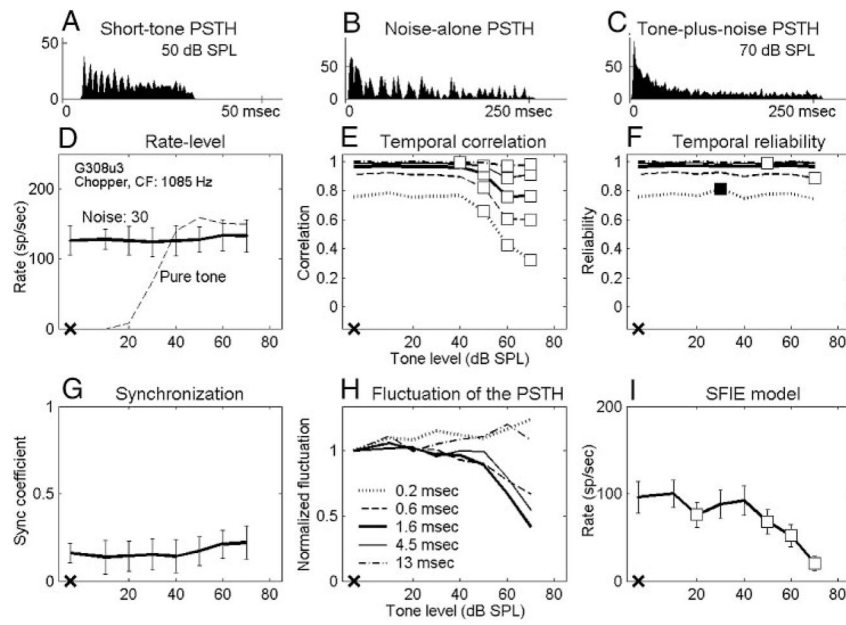 A
Short-tone PSTH
50 dB SPL
50
0
0
50 msec
B
Noise-alone PSTH
50
0
0
250 msec
C
Tone-plus-noise PSTH
70 dB SPL
50
0
0
250 msec
D
Rate-level
G308u3
Chopper, CF: 1085 Hz
Noise: 30
Pure tone
Rate (sp/sec)
200
100
0
20 40 60 80
E
Temporal correlation
Correlation
1
0.8
0.6
0.4
0.2
0
20 40 60 80
Tone level (dB SPL)
F
Temporal reliability
Reliability
1
0.8
0.6
0.4
0.2
0
20 40 60 80
G
Synchronization
Sync coefficient
1
0.5
0
20 40 60 80
H
Fluctuation of the PSTH
Normalized fluctuation
1
0.5
0.2 msec
0.6 msec
1.6 msec
4.5 msec
13 msec
20 40 60 80
Tone level (dB SPL)
I
SFIE model
Rate (sp/sec)
200
100
0
20 40 60 80